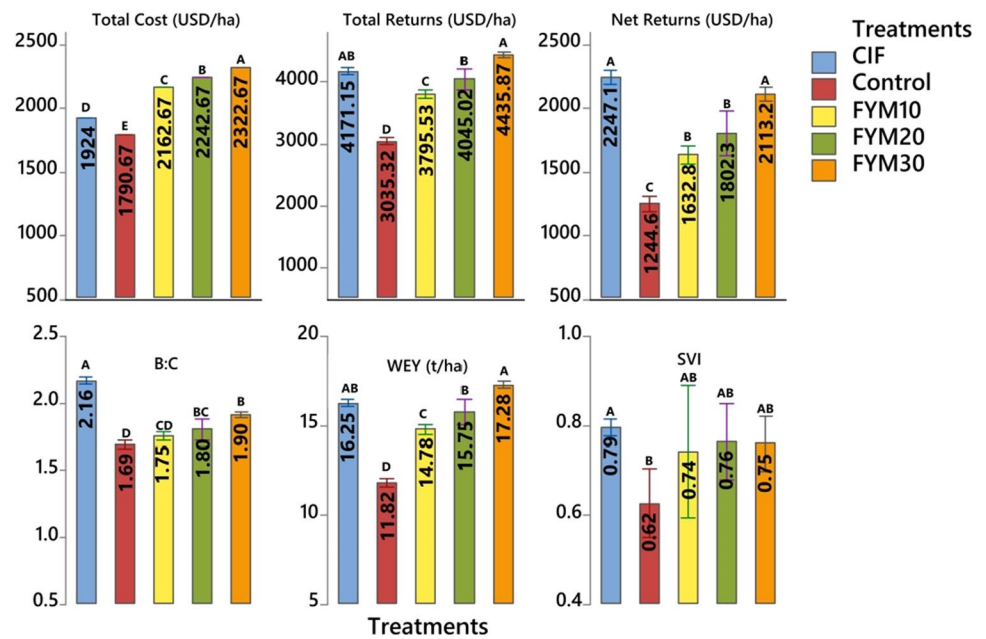 Total Cost (USD/ha)
2500
2000
1500
1000
500
D
E
C
B
A
1924
1790.67
2162.67
2242.67
2322.67
Total Returns (USD/ha)
4000
3000
2000
1000
AB
D
C
B
A
4171.15
3035.32
3795.53
4045.02
4435.87
Net Returns (USD/ha)
2500
2000
1500
1000
500
A
C
B
B
A
2247.1
1244.6
1632.8
1802.3
2113.2
Treatments
CIF
Control
FYM10
FYM20
FYM30
B:C
2.5
2.0
1.5
1.0
0.5
A
D
CD
BC
B
2.16
1.69
1.75
1.80
1.90
WEY (t/ha)
20
15
10
5
AB
D
C
B
A
16.25
11.82
14.78
15.75
17.28
SVI
1.0
0.8
0.6
0.4
A
B
AB
AB
AB
0.79
0.62
0.74
0.76
0.75
Treatments